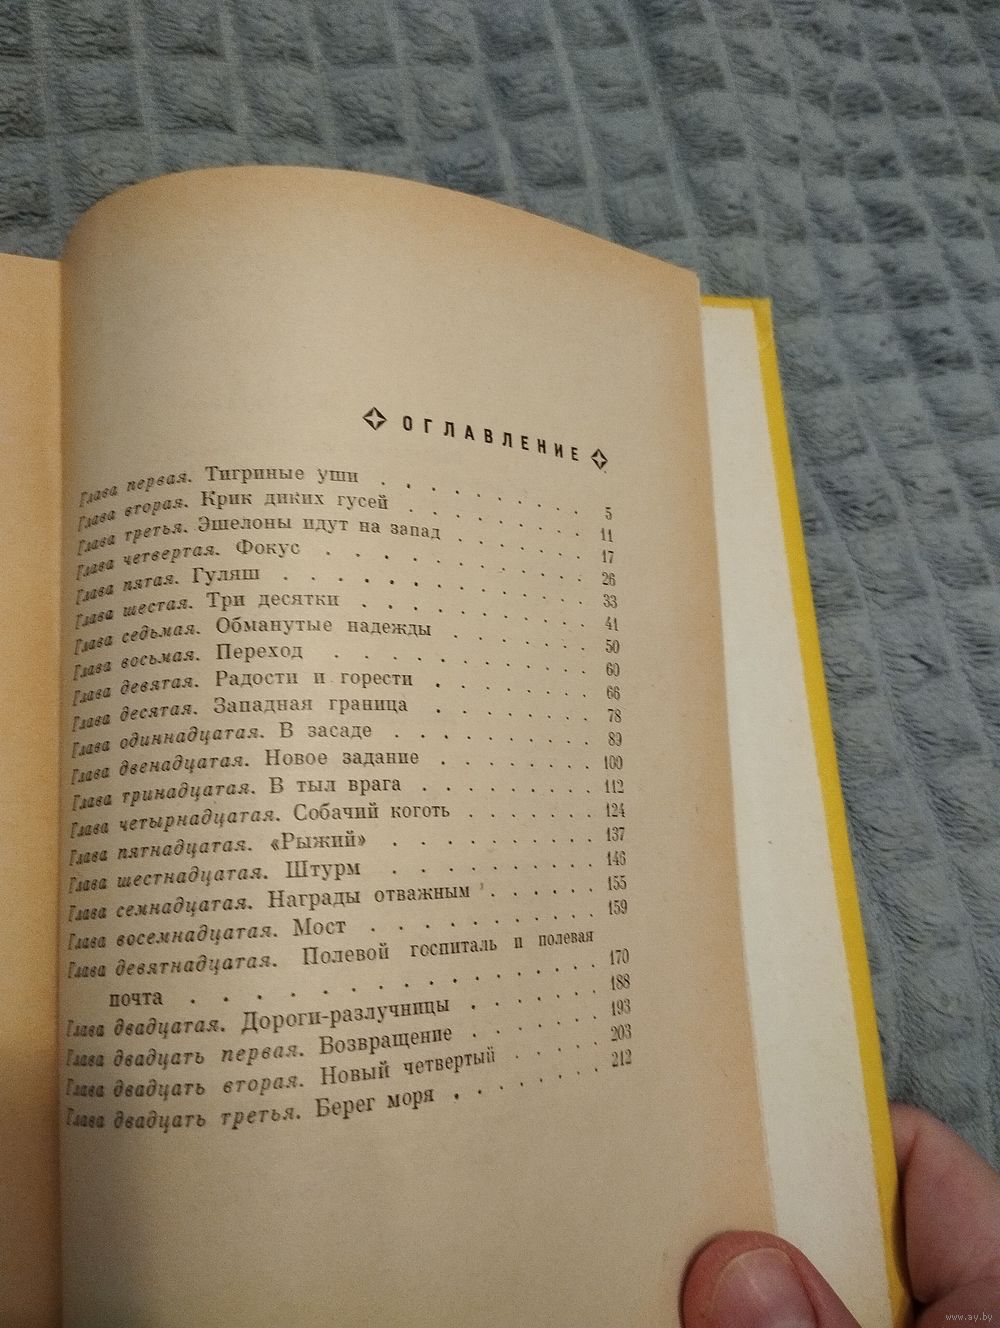 ОГЛАВЛЕНИЕ
Глава первая. Тигриные уши . . . . . . . . 5
Глава вторая. Крик диких гусей . . . . . . . 11
Глава третья. Эшелоны идут на запад . . . . . 17
Глава четвертая. Фокус . . . . . . . . . 26
Глава пятая. Гуляш . . . . . . . . . . 33
Глава шестая. Три десятки . . . . . . . . 41
Глава седьмая. Обманутые надежды . . . . . 50
Глава восьмая. Переход . . . . . . . . . 60
Глава девятая. Радости и горести . . . . . . 66
Глава десятая. Западная граница . . . . . . 78
Глава одиннадцатая. В засаде . . . . . . . 89
Глава двенадцатая. Новое задание . . . . . . 100
Глава тринадцатая. В тыл врага . . . . . . . 112
Глава четырнадцатая. Собачий коготь . . . . . 124
Глава пятнадцатая. «Рыжий» . . . . . . . 137
Глава шестнадцатая. Штурм . . . . . . . . 146
Глава семнадцатая. Награды отважным . . . . . 155
Глава восемнадцатая. Мост . . . . . . . . 159
Глава девятнадцатая. Полевой госпиталь и полевая
почта . . . . . . . . . . . . . 170
Глава двадцатая. Дороги-разлучницы . . . . . 188
Глава двадцать первая. Возвращение . . . . . 193
Глава двадцать вторая. Новый четвертый . . . . 203
Глава двадцать третья. Берег моря . . . . . . 212
www.ay.by